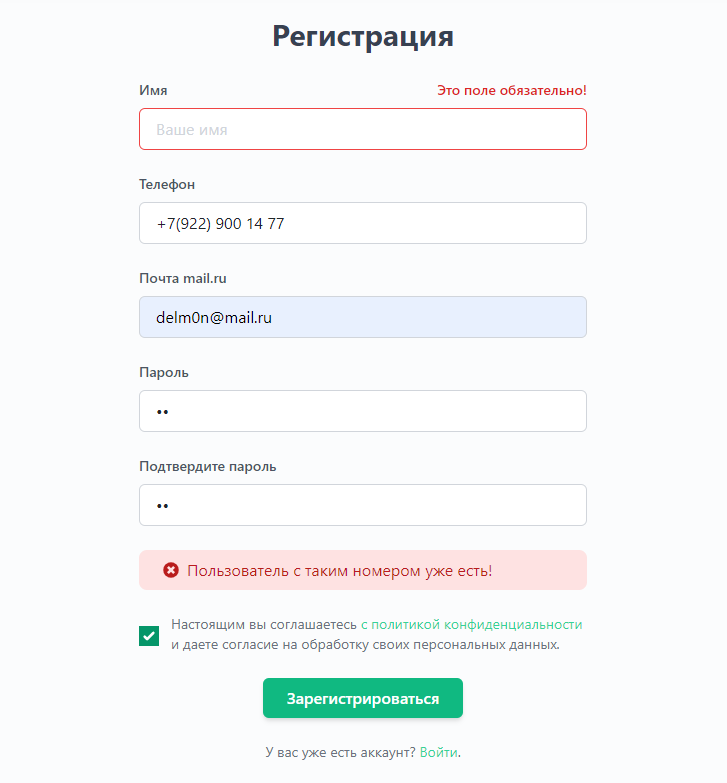 Регистрация
Имя
Это поле обязательно!
Ваше имя
Телефон
+7(922) 900 14 77
Почта mail.ru
delm0n@mail.ru
Пароль
••
Подтвердите пароль
••
Пользователь с таким номером уже есть!
Настоящим вы соглашаетесь с политикой конфиденциальности
и даете согласие на обработку своих персональных данных.
Зарегистрироваться
У вас уже есть аккаунт? Войти.